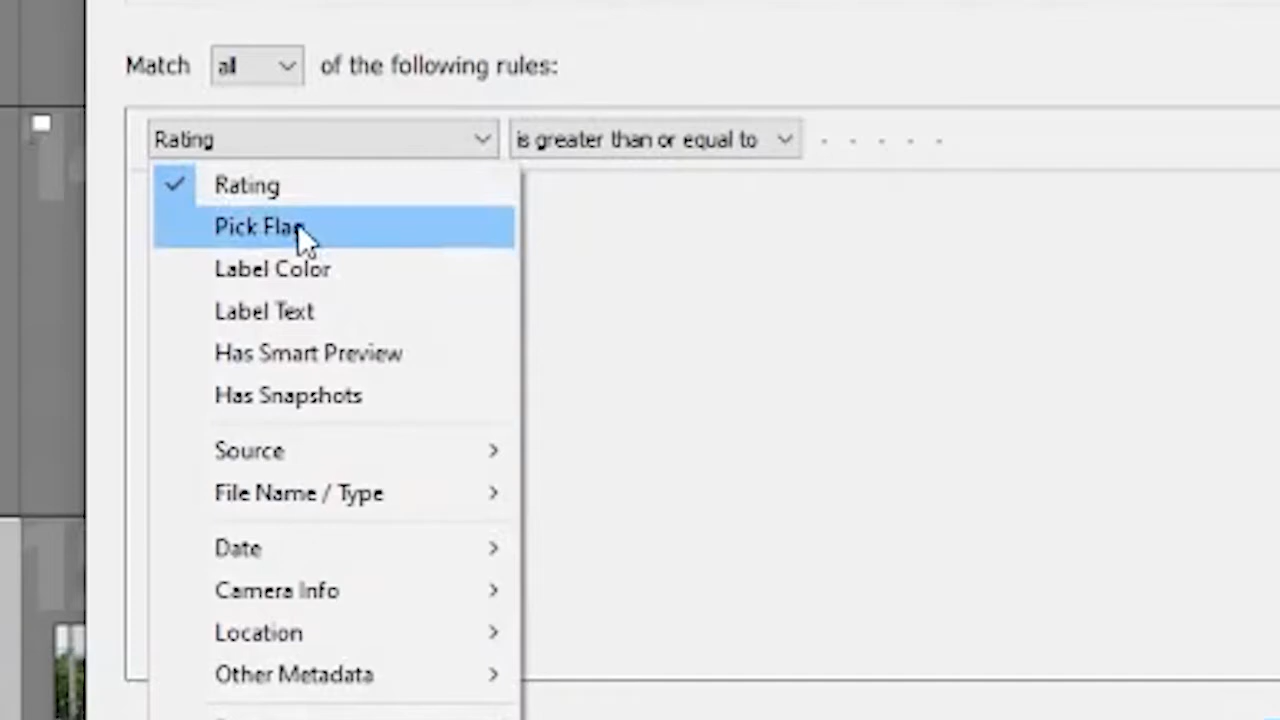 Match all of the following rules:
Rating is greater than or equal to
Rating
Pick Flag
Label Color
Label Text
Has Smart Preview
Has Snapshots
Source
File Name / Type
Date
Camera Info
Location
Other Metadata